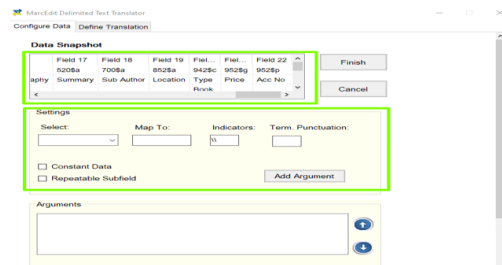 MarcEdit Delimited Text Translator
Configure Data Define Translation
Data Snapshot
Field 17 Field 18 Field 19 Fiel... Fiel... Field 22
520$a 700$a 852$a 942$c 952$g 952$p
aphy Summary Sub Author Location Type Price Acc No
Book
Finish
Cancel
Settings
Select: Map To: Indicators: Term. Punctuation:
\\
Constant Data
Repeatable Subfield
Add Argument
Arguments